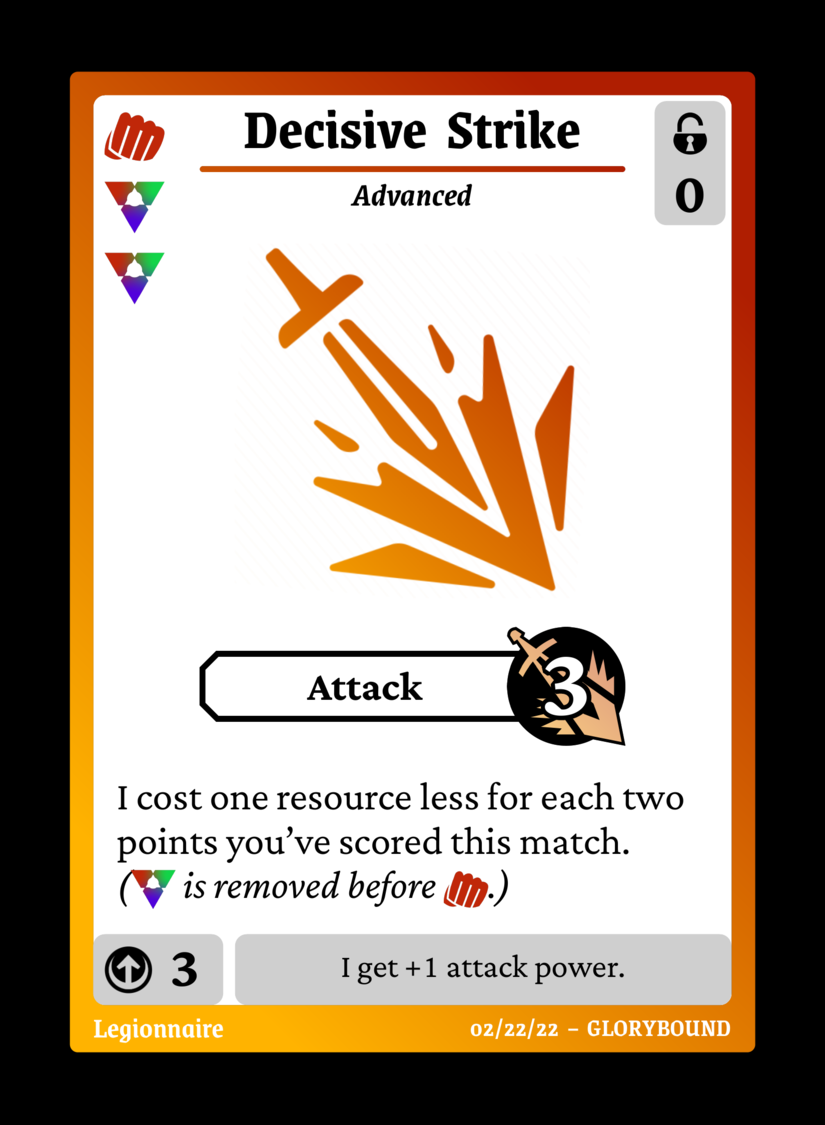 Decisive Strike
0
Advanced
Attack
3
I cost one resource less for each two
points you’ve scored this match.
( is removed before .)
3
I get +1 attack power.
Legionnaire
02/22/22 – GLORYBOUND